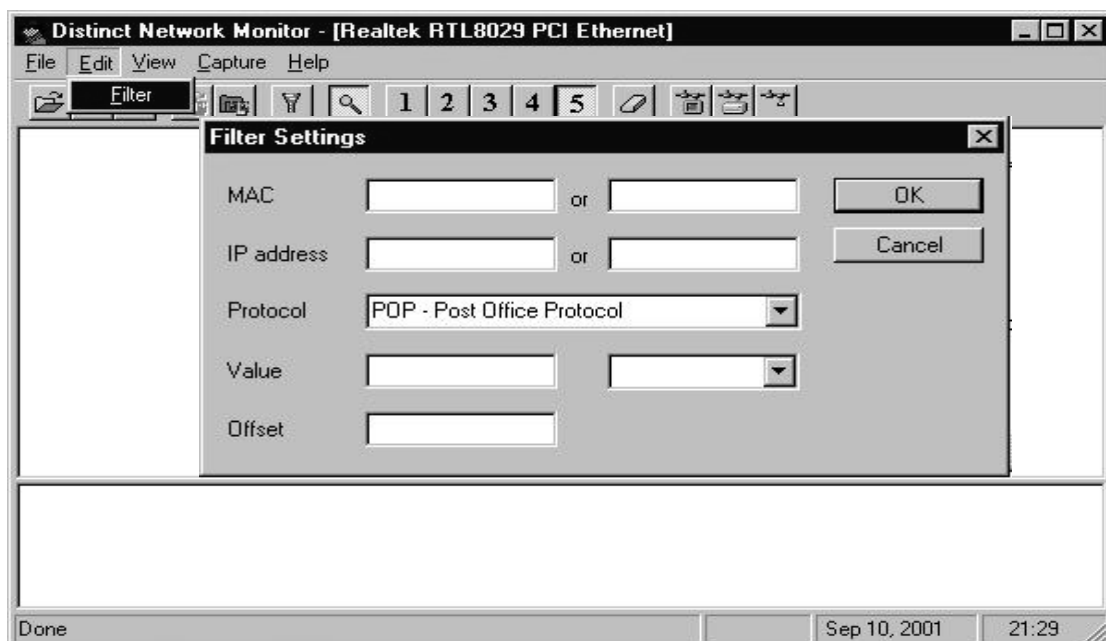 Distinct Network Monitor - [Realtek RTL8029 PCI Ethernet]
File Edit View Capture Help
Filter
1 2 3 4 5
Filter Settings
MAC or OK
IP address or Cancel
Protocol POP - Post Office Protocol
Value
Offset
Done Sep 10, 2001 21:29